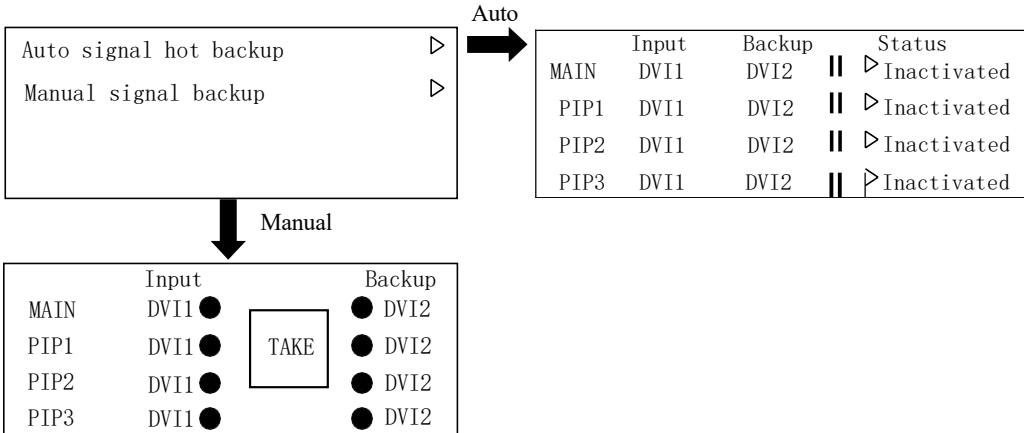 Auto
Auto signal hot backup
Manual signal backup
Input Backup Status
MAIN DVI1 DVI2 Inactivated
PIP1 DVI1 DVI2 Inactivated
PIP2 DVI1 DVI2 Inactivated
PIP3 DVI1 DVI2 Inactivated
Manual
Input Backup
MAIN DVI1 DVI2
PIP1 DVI1 TAKE DVI2
PIP2 DVI1 DVI2
PIP3 DVI1 DVI2